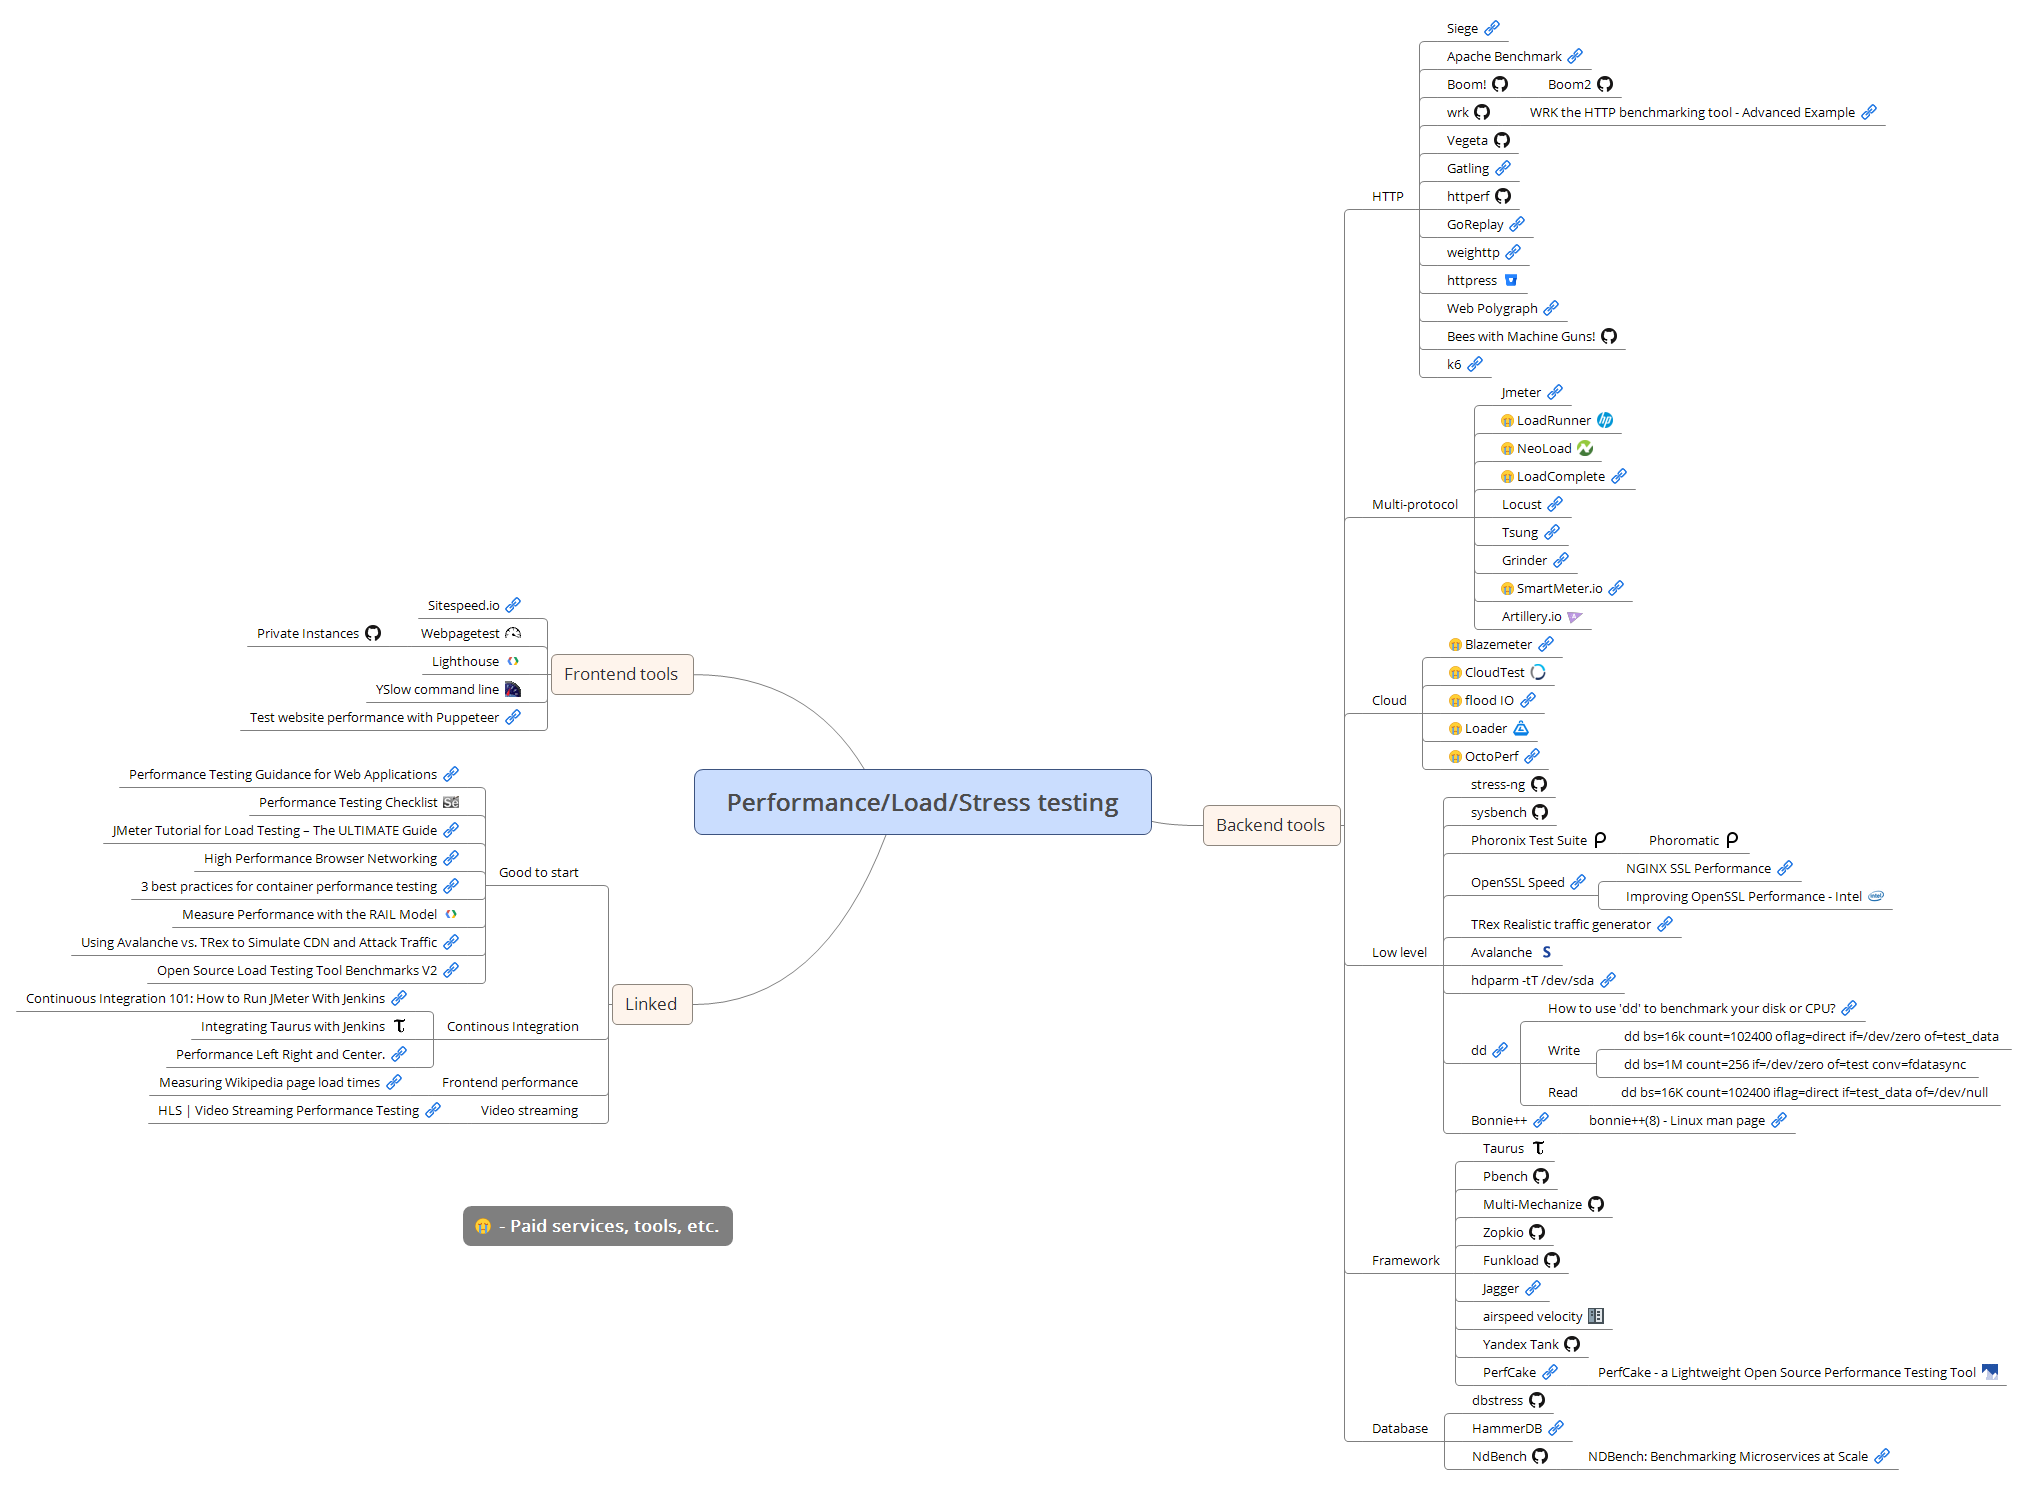 Performance/Load/Stress testing
Frontend tools
Sitespeed.io
Webpagetest
Private Instances
Lighthouse
YSlow command line
Test website performance with Puppeteer
Linked
Good to start
Performance Testing Guidance for Web Applications
Performance Testing Checklist
JMeter Tutorial for Load Testing – The ULTIMATE Guide
High Performance Browser Networking
3 best practices for container performance testing
Measure Performance with the RAIL Model
Using Avalanche vs. TRex to Simulate CDN and Attack Traffic
Open Source Load Testing Tool Benchmarks V2
Continous Integration
Continuous Integration 101: How to Run JMeter With Jenkins
Integrating Taurus with Jenkins
Performance Left Right and Center.
Frontend performance
Measuring Wikipedia page load times
Video streaming
HLS | Video Streaming Performance Testing
- Paid services, tools, etc.
Backend tools
HTTP
Siege
Apache Benchmark
Boom!
Boom2
wrk
WRK the HTTP benchmarking tool - Advanced Example
Vegeta
Gatling
httperf
GoReplay
weighttp
httpress
Web Polygraph
Bees with Machine Guns!
k6
Multi-protocol
Jmeter
LoadRunner
NeoLoad
LoadComplete
Locust
Tsung
Grinder
SmartMeter.io
Artillery.io
Cloud
Blazemeter
CloudTest
flood IO
Loader
OctoPerf
Low level
stress-ng
sysbench
Phoronix Test Suite
Phoromatic
OpenSSL Speed
NGINX SSL Performance
Improving OpenSSL Performance - Intel
TRex Realistic traffic generator
Avalanche
hdparm -tT /dev/sda
dd
How to use 'dd' to benchmark your disk or CPU?
Write
dd bs=16k count=102400 oflag=direct if=/dev/zero of=test_data
dd bs=1M count=256 if=/dev/zero of=test conv=fdatasync
Read
dd bs=16K count=102400 iflag=direct if=test_data of=/dev/null
Bonnie++
bonnie++(8) - Linux man page
Framework
Taurus
Pbench
Multi-Mechanize
Zopkio
Funkload
Jagger
airspeed velocity
Yandex Tank
PerfCake
PerfCake - a Lightweight Open Source Performance Testing Tool
Database
dbstress
HammerDB
NdBench
NDBench: Benchmarking Microservices at Scale